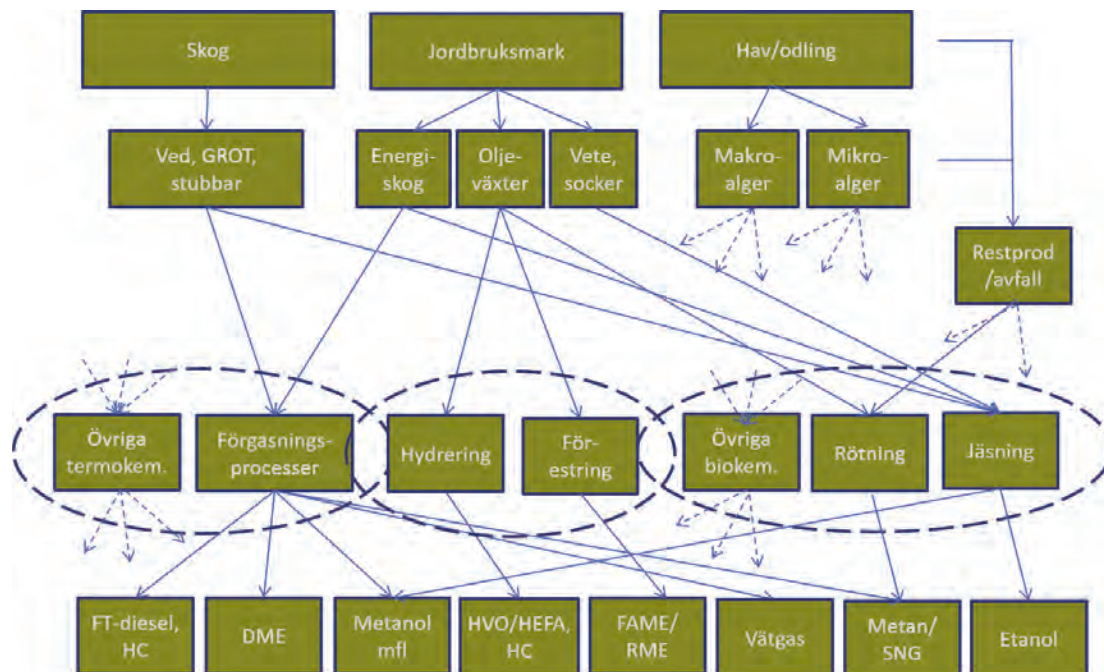 Skog
Jordbruksmark
Hav/odling
Ved, GROT,
stubbar
Energi-
skog
Olje-
växter
Vete,
socker
Makro-
alger
Mikro-
alger
Restprod
/avfall
Övriga
termokem.
Förgasnings-
processer
Hydrering
För-
estring
Övriga
biokem.
Rötning
Jäsning
FT-diesel,
HC
DME
Metanol
mfl
HVO/HEFA,
HC
FAME/
RME
Vätgas
Metan/
SNG
Etanol